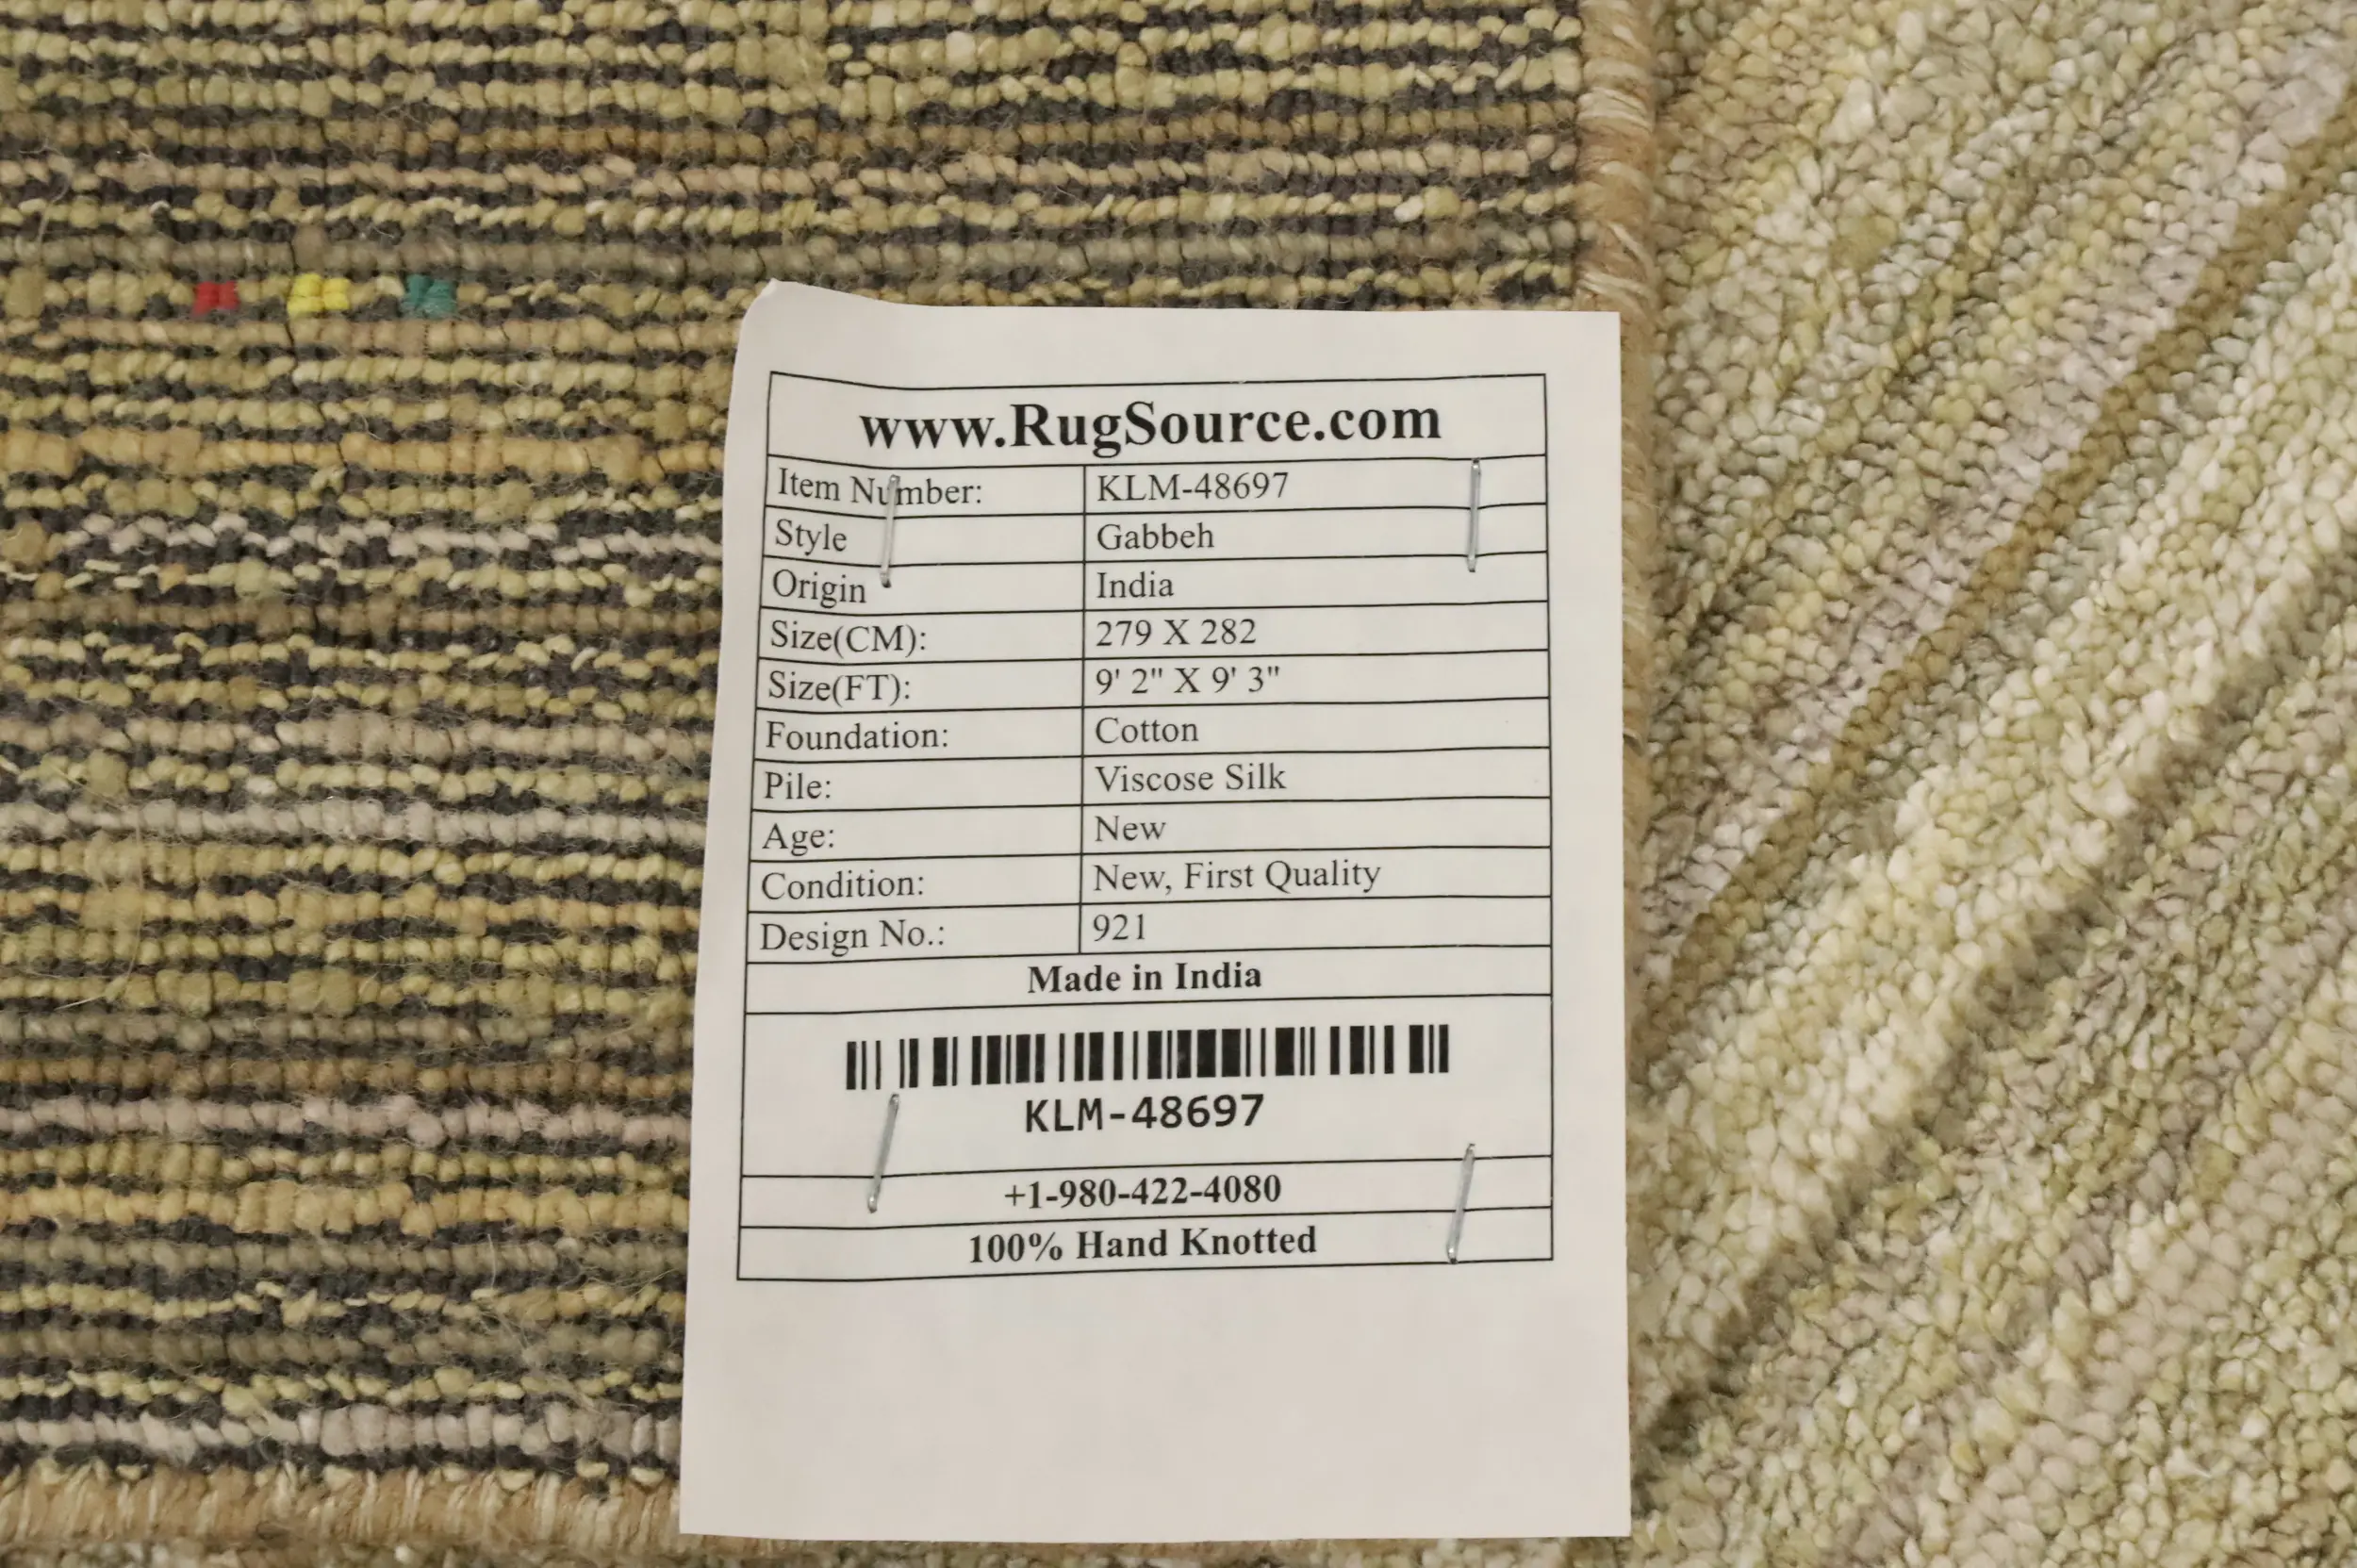 www.RugSource.com
Item Number: KLM-48697
Style Gabbeh
Origin India
Size(CM): 279 X 282
Size(FT): 9' 2" X 9' 3"
Foundation: Cotton
Pile: Viscose Silk
Age: New
Condition: New, First Quality
Design No.: 921
Made in India
KLM-48697
+1-980-422-4080
100% Hand Knotted